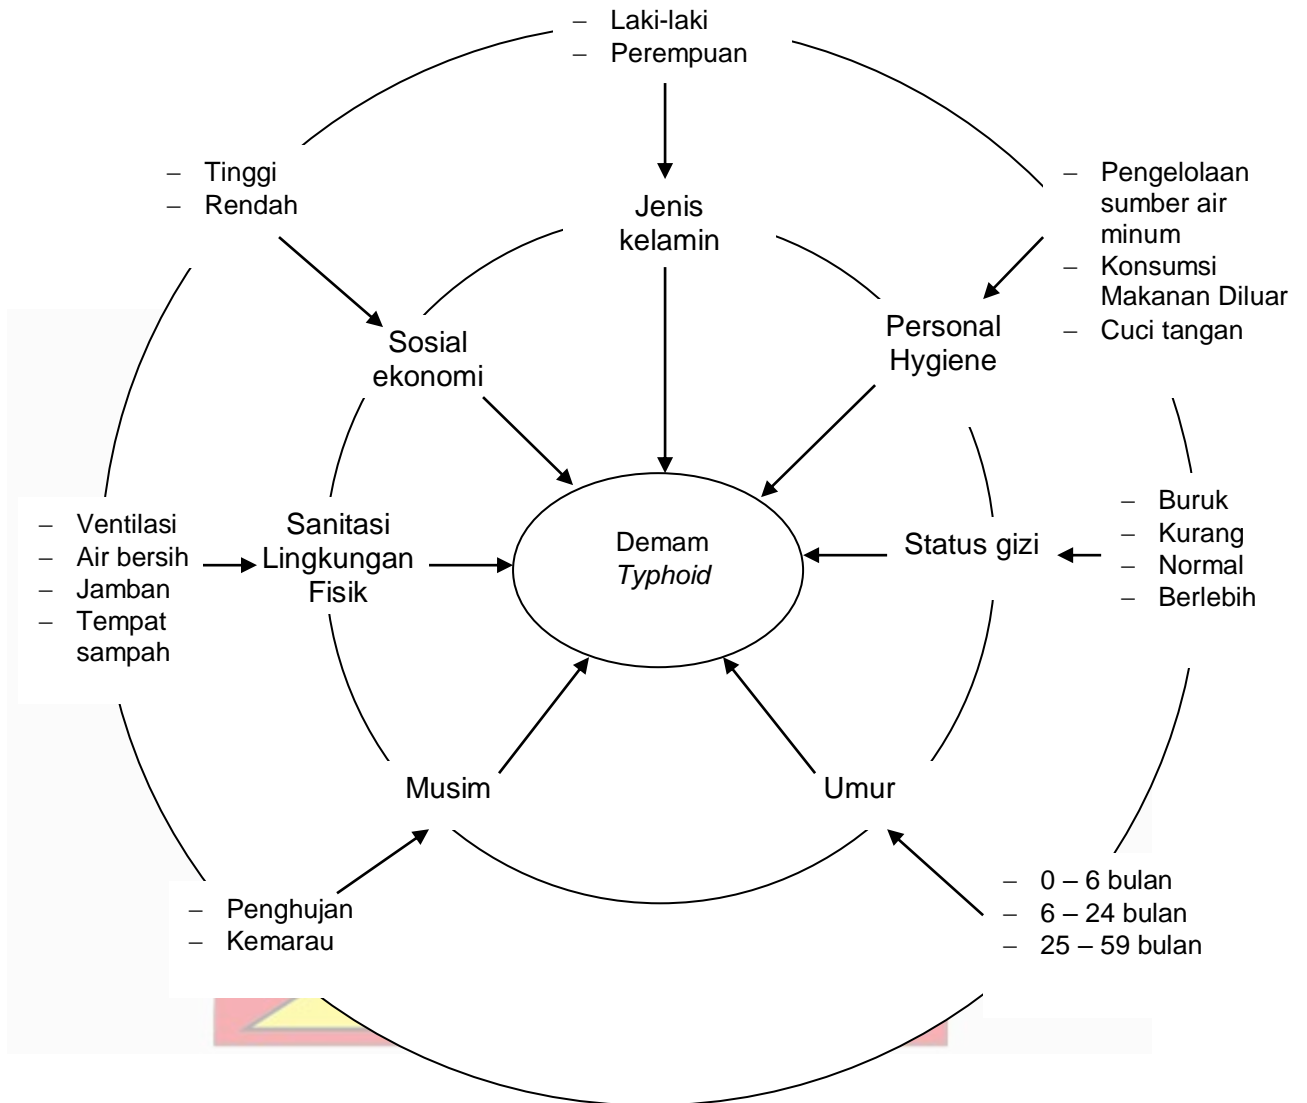 – Laki-laki
– Perempuan
– Tinggi
– Rendah
Jenis
kelamin
– Pengelolaan
sumber air
minum
– Konsumsi
Makanan Diluar
– Cuci tangan
Sosial
ekonomi
Personal
Hygiene
– Ventilasi
– Air bersih
– Jamban
– Tempat
sampah
Sanitasi
Lingkungan
Fisik
Demam
Typhoid
Status gizi
– Buruk
– Kurang
– Normal
– Berlebih
Musim
Umur
– Penghujan
– Kemarau
– 0 – 6 bulan
– 6 – 24 bulan
– 25 – 59 bulan